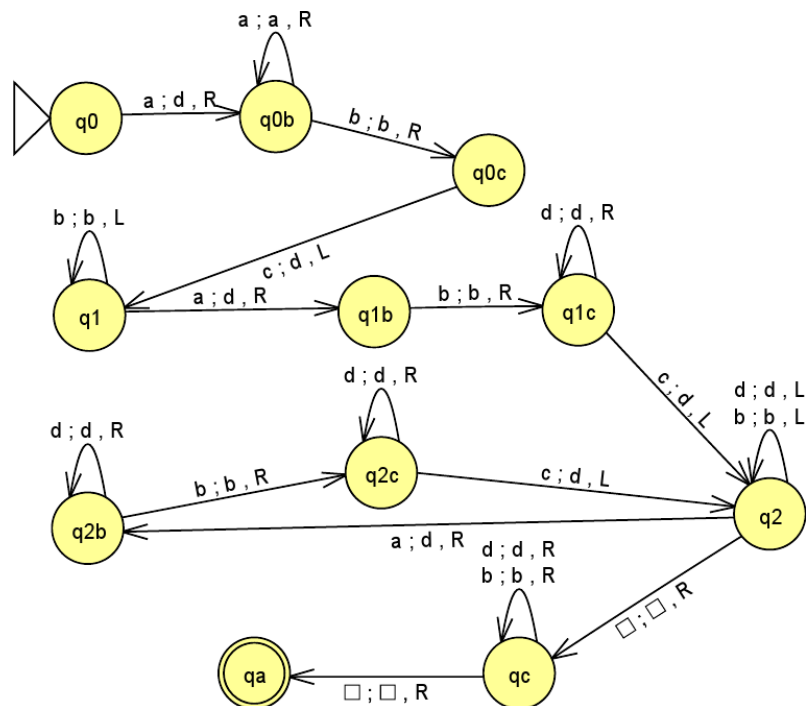 a ; a , R
q0
a ; d , R
q0b
b ; b , R
q0c
b ; b , L
c ; d , L
d ; d , R
q1
a ; d , R
q1b
b ; b , R
q1c
c ; d , L
d ; d , R
d ; d , L
b ; b , L
d ; d , R
q2b
b ; b , R
q2c
c ; d , L
q2
a ; d , R
d ; d , R
b ; b , R
□ ; □ , R
qa
□ ; □ , R
qc